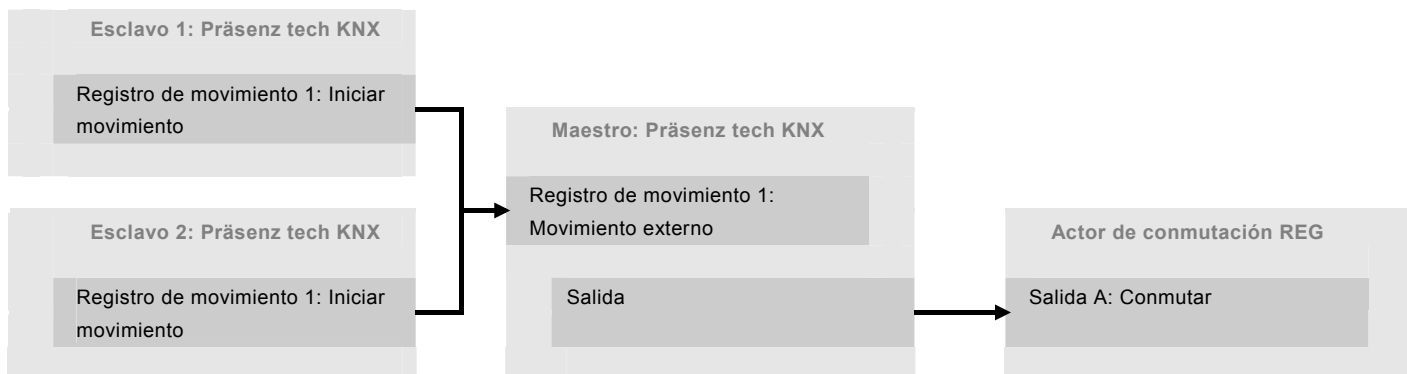 Esclavo 1: Präsenz tech KNX
Registro de movimiento 1: Iniciar
movimiento
Esclavo 2: Präsenz tech KNX
Registro de movimiento 1: Iniciar
movimiento
Maestro: Präsenz tech KNX
Registro de movimiento 1:
Movimiento externo
Salida
Actor de conmutación REG
Salida A: Conmutar